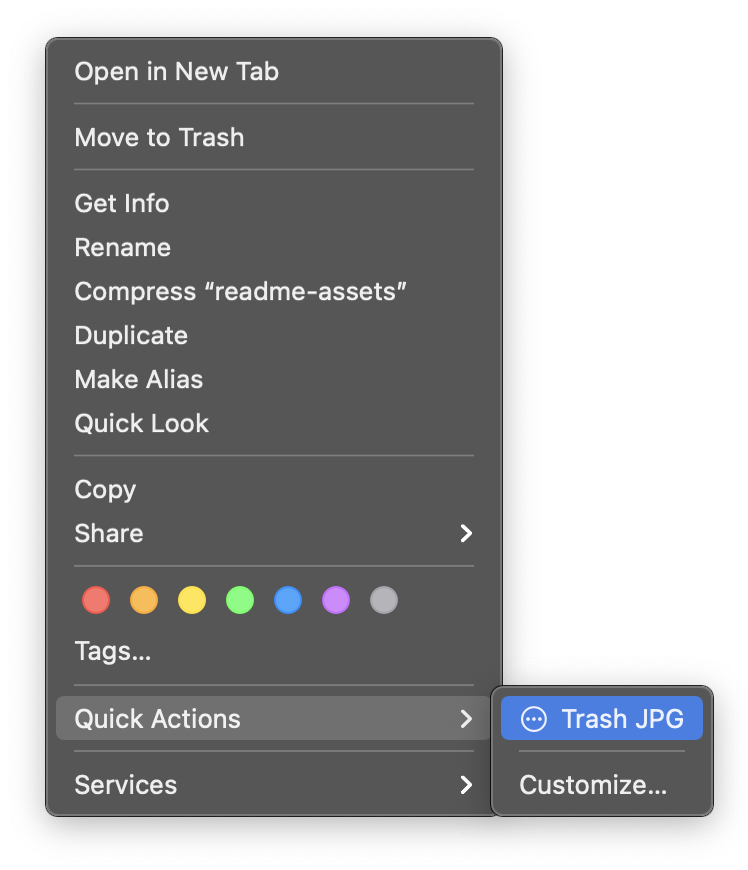 Open in New Tab
Move to Trash
Get Info
Rename
Compress “readme-assets”
Duplicate
Make Alias
Quick Look
Copy
Share
Tags...
Quick Actions
Trash JPG
Services
Customize...